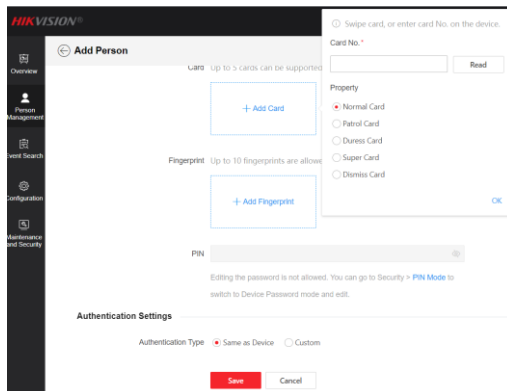 HIKVISION®
Overview
Person
Management
Event Search
Configuration
Maintenance
and Security
Add Person
Card Up to 5 cards can be supported
+ Add Card
Fingerprint Up to 10 fingerprints are allowe
+ Add Fingerprint
PIN
Editing the password is not allowed. You can go to Security > PIN Mode to
switch to Device Password mode and edit.
Authentication Settings
Authentication Type Same as Device Custom
Save Cancel
Swipe card, or enter card No. on the device.
Card No.*
Read
Property
Normal Card
Patrol Card
Duress Card
Super Card
Dismiss Card
OK